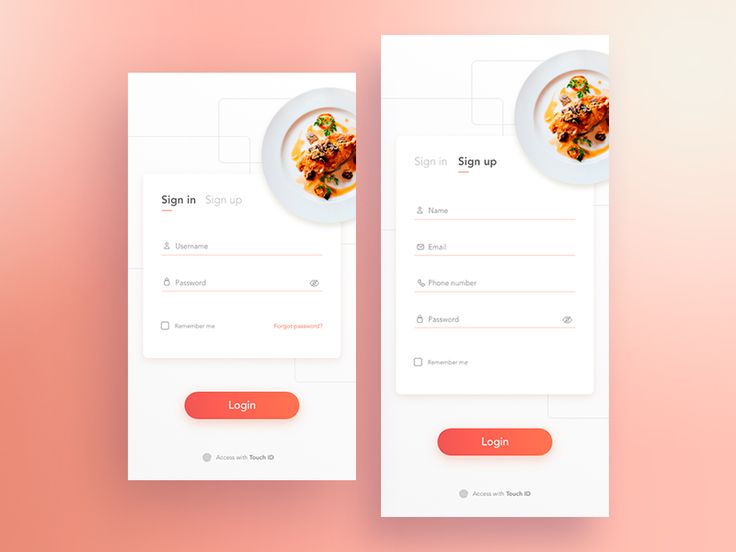 Sign in Sign up
Username
Password
Remember me Forgot password?
Login
Access with Touch ID
Sign in Sign up
Name
Email
Phone number
Password
Remember me
Login
Access with Touch ID